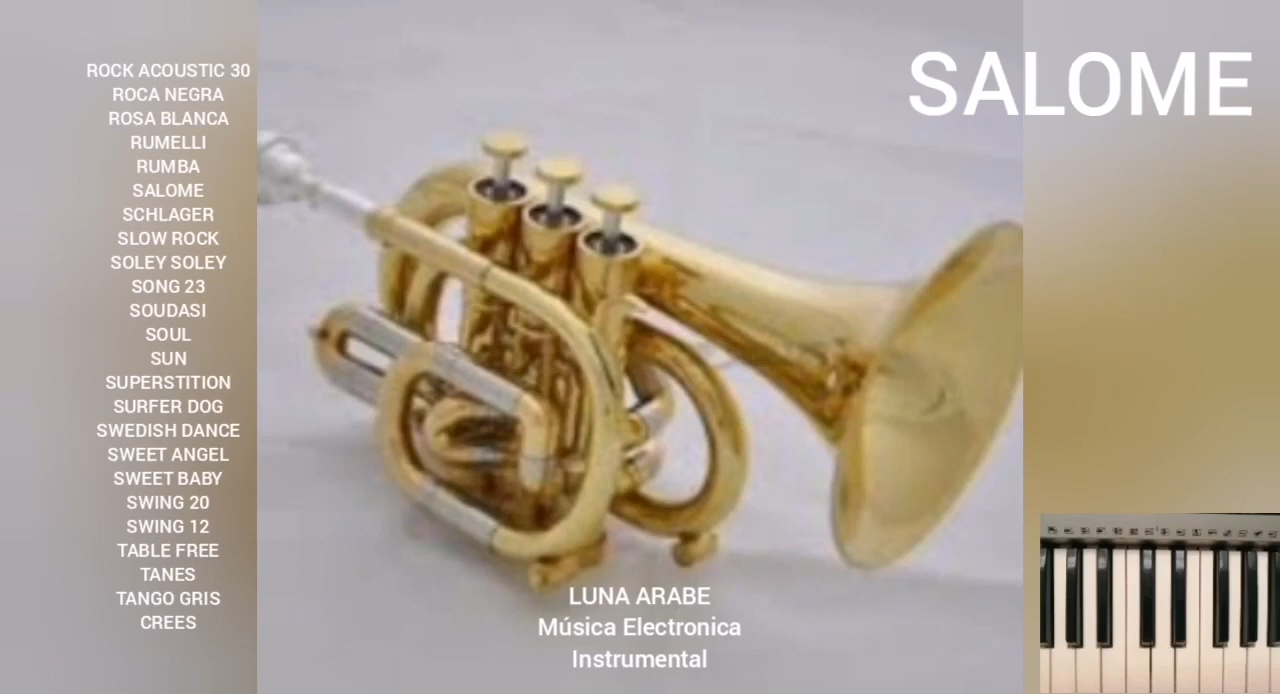 ROCK ACOUSTIC 30
ROCA NEGRA
ROSA BLANCA
RUMELLI
RUMBA
SALOME
SCHLAGER
SLOW ROCK
SOLEY SOLEY
SONG 23
SOUDASI
SOUL
SUN
SUPERSTITION
SURFER DOG
SWEDISH DANCE
SWEET ANGEL
SWEET BABY
SWING 20
SWING 12
TABLE FREE
TANES
TANGO GRIS
CREES
SALOME
LUNA ARABE
Música Electronica
Instrumental